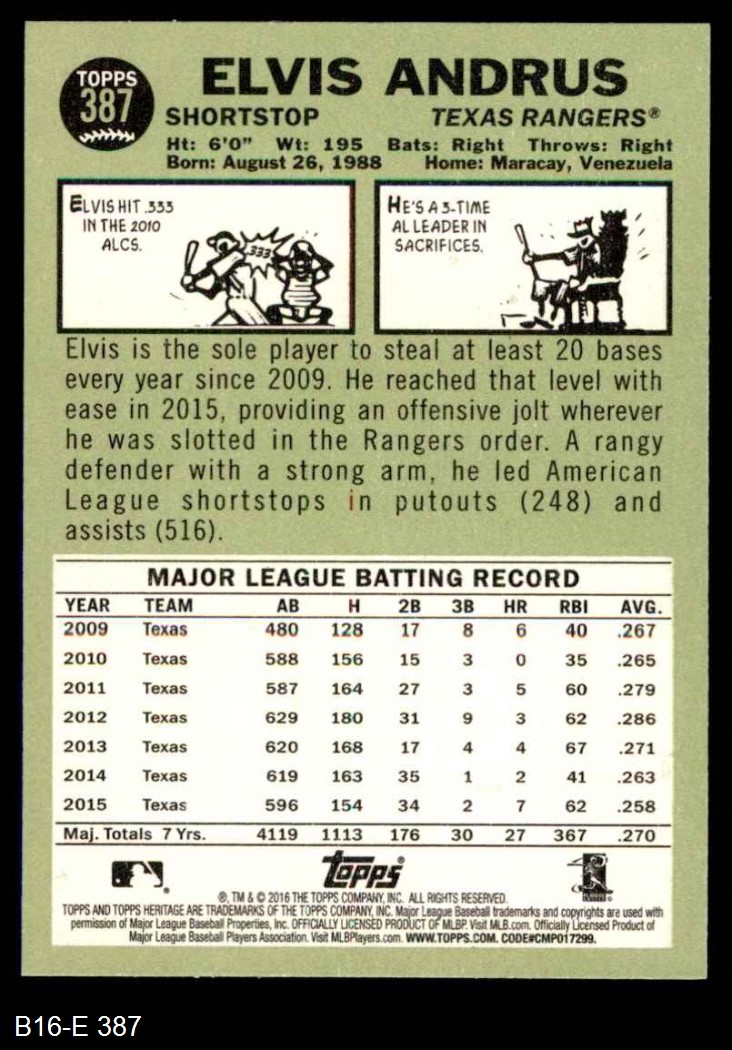 TOPPS
387
ELVIS ANDRUS
SHORTSTOP TEXAS RANGERS®
Ht: 6'0" Wt: 195 Bats: Right Throws: Right
Born: August 26, 1988 Home: Maracay, Venezuela
ELVIS HIT .333
IN THE 2010
ALCS.
.333
HE'S A 3-TIME
AL LEADER IN
SACRIFICES.
Elvis is the sole player to steal at least 20 bases
every year since 2009. He reached that level with
ease in 2015, providing an offensive jolt wherever
he was slotted in the Rangers order. A rangy
defender with a strong arm, he led American
League shortstops in putouts (248) and
assists (516).
MAJOR LEAGUE BATTING RECORD
YEAR TEAM AB H 2B 3B HR RBI AVG.
2009 Texas 480 128 17 8 6 40 .267
2010 Texas 588 156 15 3 0 35 .265
2011 Texas 587 164 27 3 5 60 .279
2012 Texas 629 180 31 9 3 62 .286
2013 Texas 620 168 17 4 4 67 .271
2014 Texas 619 163 35 1 2 41 .263
2015 Texas 596 154 34 2 7 62 .258
Maj. Totals 7 Yrs. 4119 1113 176 30 27 367 .270
Topps®
®, TM & © 2016 THE TOPPS COMPANY, INC. ALL RIGHTS RESERVED.
TOPPS AND TOPPS HERITAGE ARE TRADEMARKS OF THE TOPPS COMPANY, INC. Major League Baseball trademarks and copyrights are used with
permission of Major League Baseball Properties, Inc. OFFICIALLY LICENSED PRODUCT OF MLBP. Visit MLB.com. Officially Licensed Product of
Major League Baseball Players Association. Visit MLBPlayers.com. WWW.TOPPS.COM. CODE#CMP017299.
B16-E 387